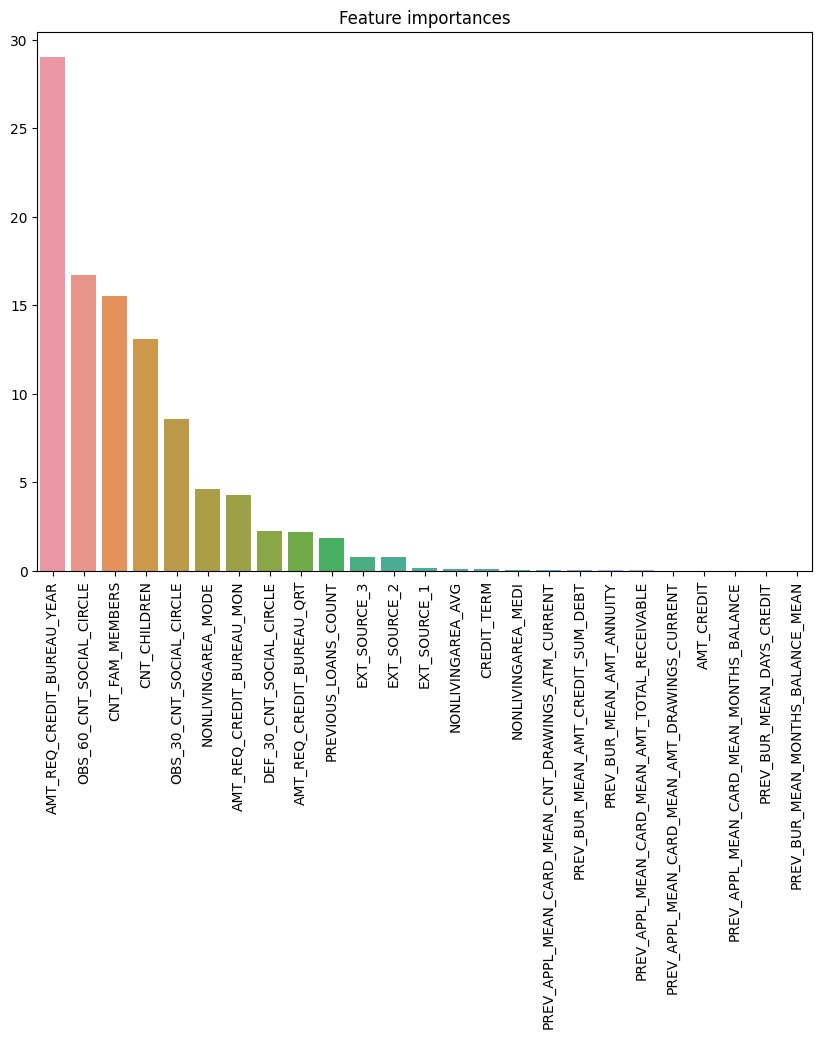 Feature importances
30
25
20
15
10
5
0
AMT_REQ_CREDIT_BUREAU_YEAR
OBS_60_CNT_SOCIAL_CIRCLE
CNT_FAM_MEMBERS
CNT_CHILDREN
OBS_30_CNT_SOCIAL_CIRCLE
NONLIVINGAREA_MODE
AMT_REQ_CREDIT_BUREAU_MON
DEF_30_CNT_SOCIAL_CIRCLE
AMT_REQ_CREDIT_BUREAU_QRT
PREVIOUS_LOANS_COUNT
EXT_SOURCE_3
EXT_SOURCE_2
EXT_SOURCE_1
NONLIVINGAREA_AVG
CREDIT_TERM
NONLIVINGAREA_MEDI
PREV_APPL_MEAN_CARD_MEAN_CNT_DRAWINGS_ATM_CURRENT
PREV_BUR_MEAN_AMT_CREDIT_SUM_DEBT
PREV_BUR_MEAN_AMT_ANNUITY
PREV_APPL_MEAN_CARD_MEAN_AMT_TOTAL_RECEIVABLE
PREV_APPL_MEAN_CARD_MEAN_AMT_DRAWINGS_CURRENT
AMT_CREDIT
PREV_APPL_MEAN_CARD_MEAN_MONTHS_BALANCE
PREV_BUR_MEAN_DAYS_CREDIT
PREV_BUR_MEAN_MONTHS_BALANCE_MEAN